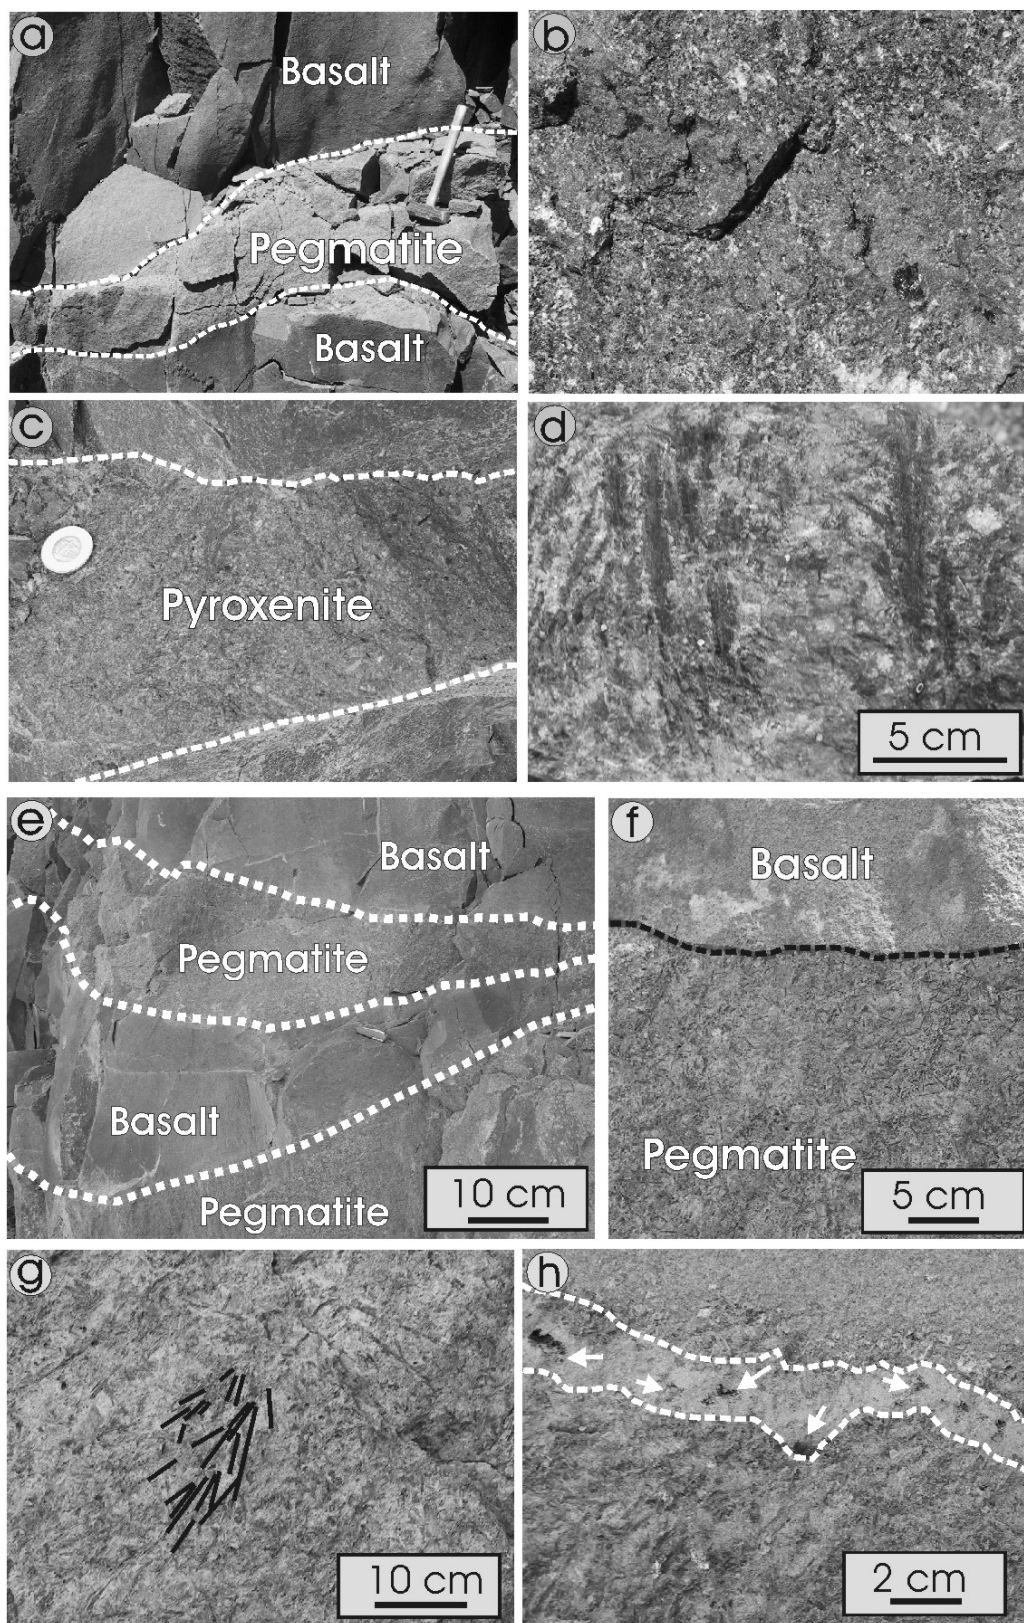 a
Basalt
Pegmatite
Basalt
b
c
Pyroxenite
d
5 cm
e
Basalt
Pegmatite
Basalt
Pegmatite
10 cm
f
Basalt
Pegmatite
5 cm
g
10 cm
h
2 cm